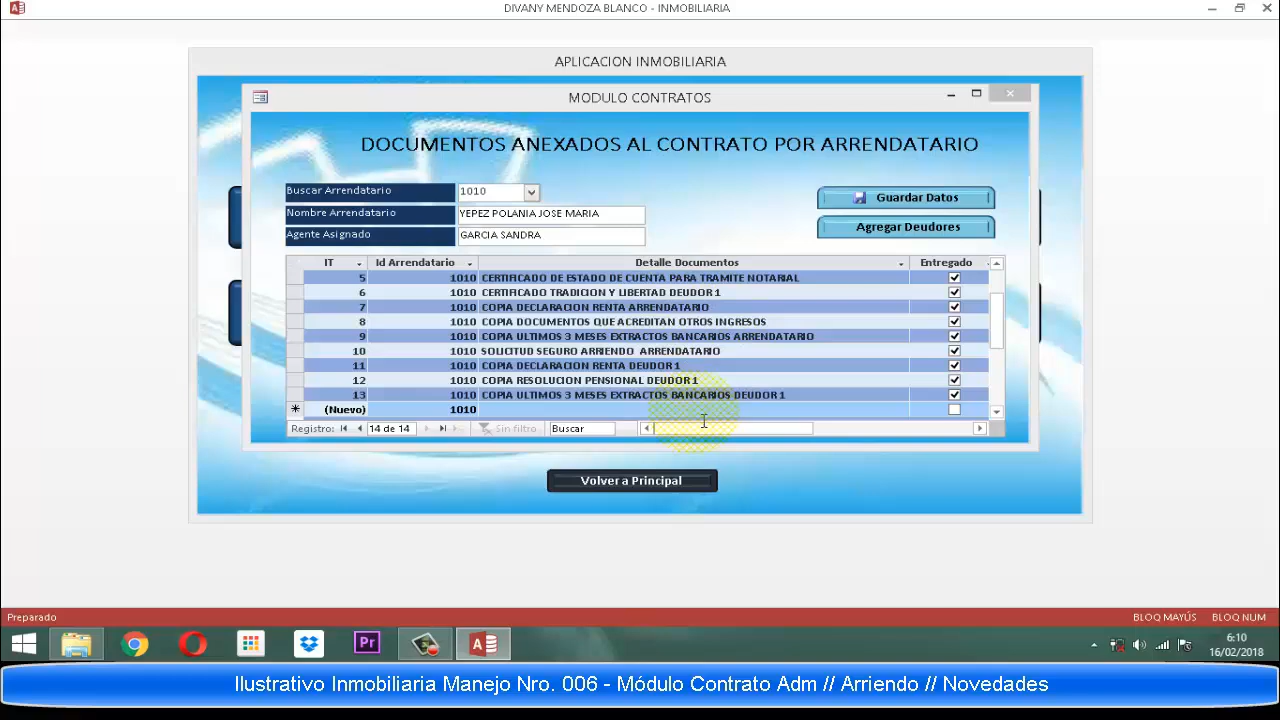 DIVANY MENDOZA BLANCO - INMOBILIARIA
APLICACION INMOBILIARIA
MODULO CONTRATOS
DOCUMENTOS ANEXADOS AL CONTRATO POR ARRENDATARIO
Buscar Arrendatario 1010
Guardar Datos
Nombre Arrendatario YEPEZ POLANIA JOSE MARIA
Agregar Deudores
Agente Asignado GARCIA SANDRA
IT Id Arrendatario Detalle Documentos Entregado
5 1010 CERTIFICADO DE ESTADO DE CUENTA PARA TRAMITE NOTARIAL
6 1010 CERTIFICADO TRADICION Y LIBERTAD DEUDOR 1
7 1010 COPIA DECLARACION RENTA ARRENDATARIO
8 1010 COPIA DOCUMENTOS QUE ACREDITAN OTROS INGRESOS
9 1010 COPIA ULTIMOS 3 MESES EXTRACTOS BANCARIOS ARRENDATARIO
10 1010 SOLICITUD SEGURO ARRIENDO ARRENDATARIO
11 1010 COPIA DECLARACION RENTA DEUDOR 1
12 1010 COPIA RESOLUCION PENSIONAL DEUDOR 1
13 1010 COPIA ULTIMOS 3 MESES EXTRACTOS BANCARIOS DEUDOR 1
* (Nuevo) 1010
Registro: 14 de 14 Sin filtro Buscar
Volver a Principal
Preparado BLOQ MAYÚS BLOQ NUM
Pr
6:10
16/02/2018
Ilustrativo Inmobiliaria Manejo Nro. 006 - Módulo Contrato Adm // Arriendo // Novedades